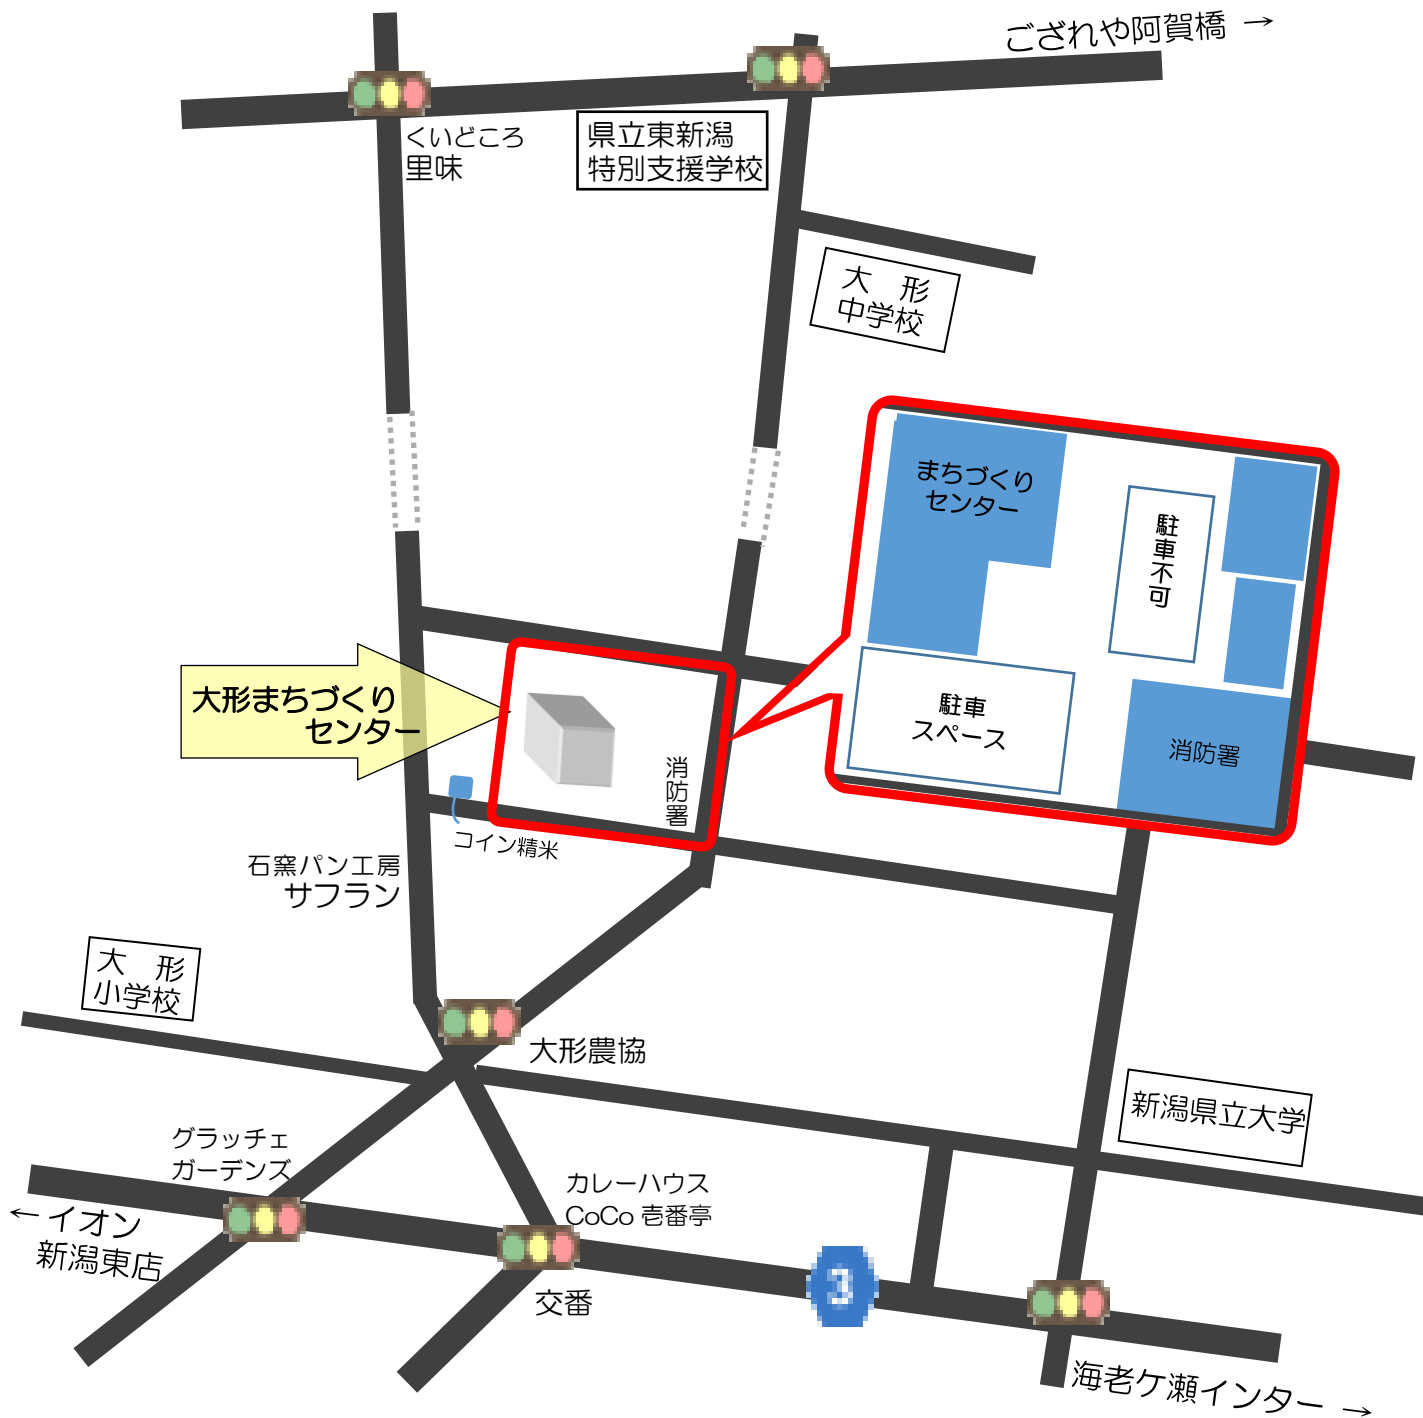 ござれや阿賀橋 →
くいどころ
里味
県立東新潟
特別支援学校
大　形
中学校
まちづくり
センター
駐車不可
駐車
スペース
消防署
大形まちづくり
センター
消防署
コイン精米
石窯パン工房
サフラン
大　形
小学校
大形農協
新潟県立大学
グラッチェ
ガーデンズ
カレーハウス
CoCo 壱番亭
←イオン
新潟東店
3
交番
海老ケ瀬インター →